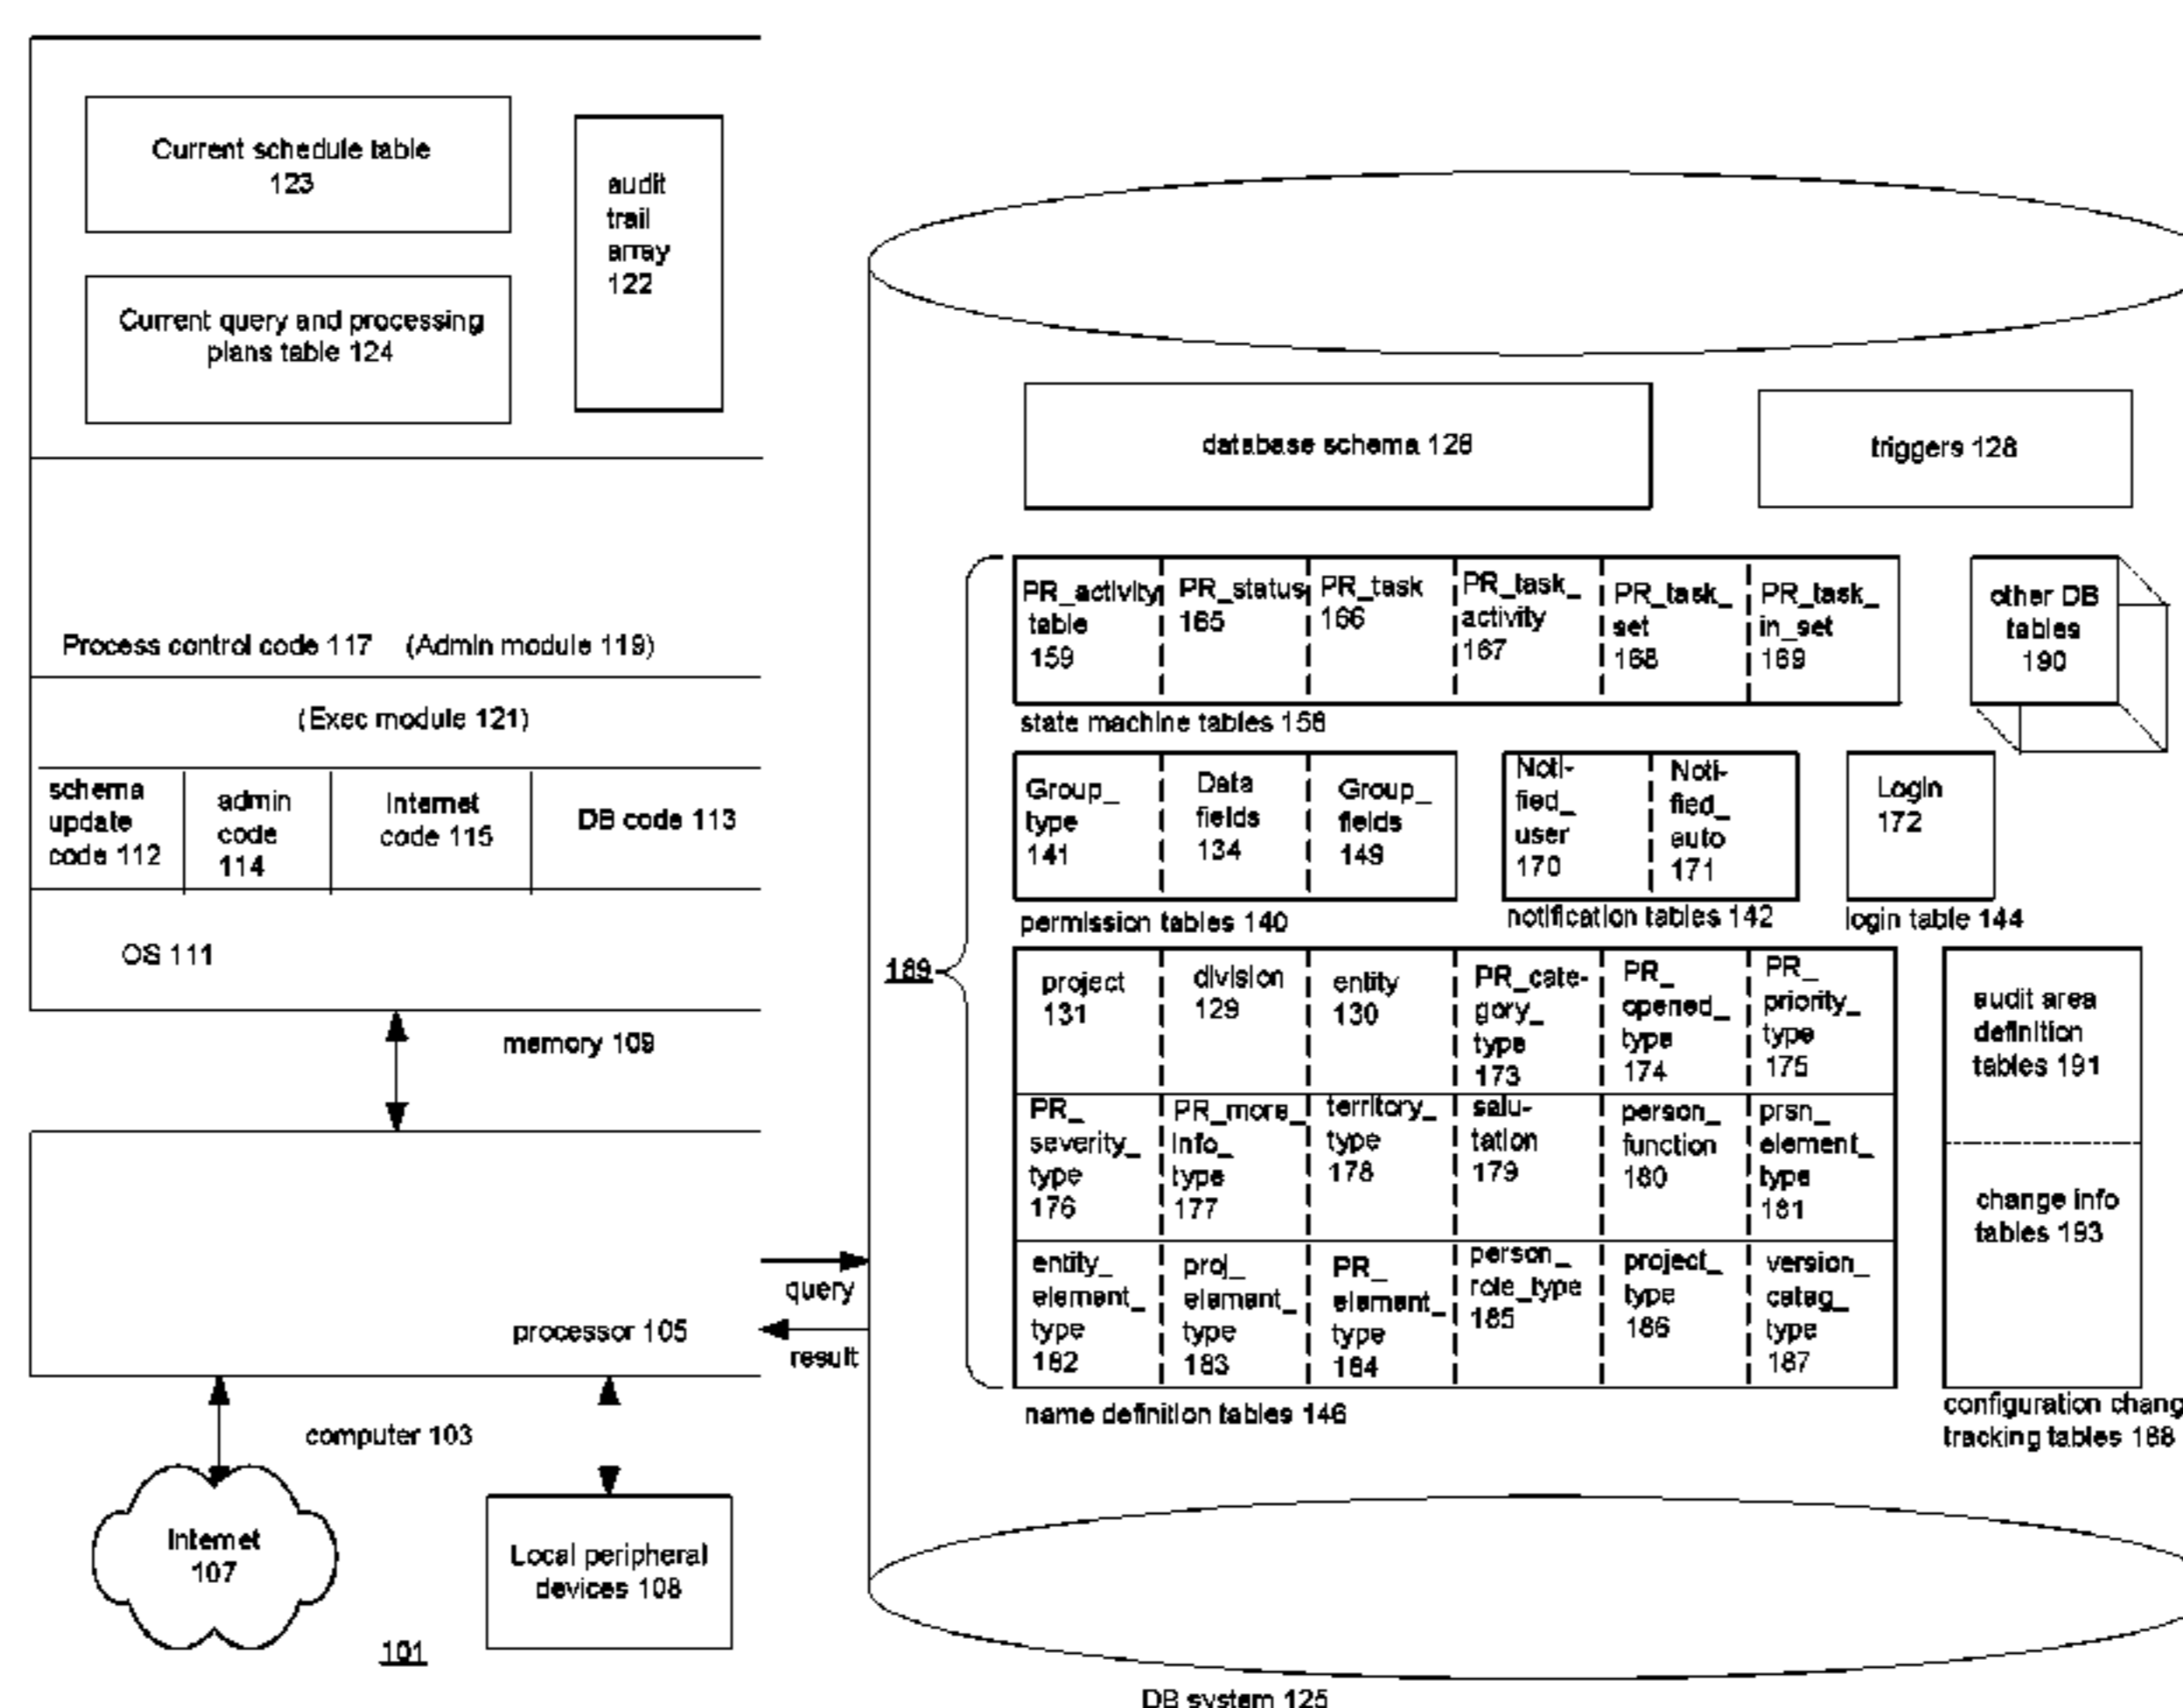 Current schedule table
123
audit
trail
array
122
Current query and processing
plans table 124
Process control code 117 (Admin module 119)
(Exec module 121)
schema
update
code 112
admin
code
114
Internet
code 115
DB code 113
OS 111
memory 109
processor 105
query
result
computer 103
Internet
107
Local peripheral
devices 108
101
database schema 126
triggers 128
189
PR_activity
table
159
PR_status
165
PR_task
166
PR_task_
activity
167
PR_task_
set
168
PR_task_
in_set
169
state machine tables 158
other DB
tables
190
Group_
type
141
Data
fields
134
Group_
fields
149
permission tables 140
Noti-
fied_
user
170
Noti-
fied_
auto
171
notification tables 142
Login
172
login table 144
project
131
division
129
entity
130
PR_cate-
gory_
type
173
PR_
opened_
type
174
PR_
priority_
type
175
PR_
severity_
type
176
PR_more_
info_
type
177
territory_
type
178
salu-
tation
179
person_
function
180
prsn_
element_
type
181
entity_
element_
type
182
proj_
element_
type
183
PR_
element_
type
184
person_
role_type
185
project_
type
186
version_
categ_
type
187
name definition tables 146
audit area
definition
tables 191
change info
tables 193
configuration chang
tracking tables 188
DB system 125